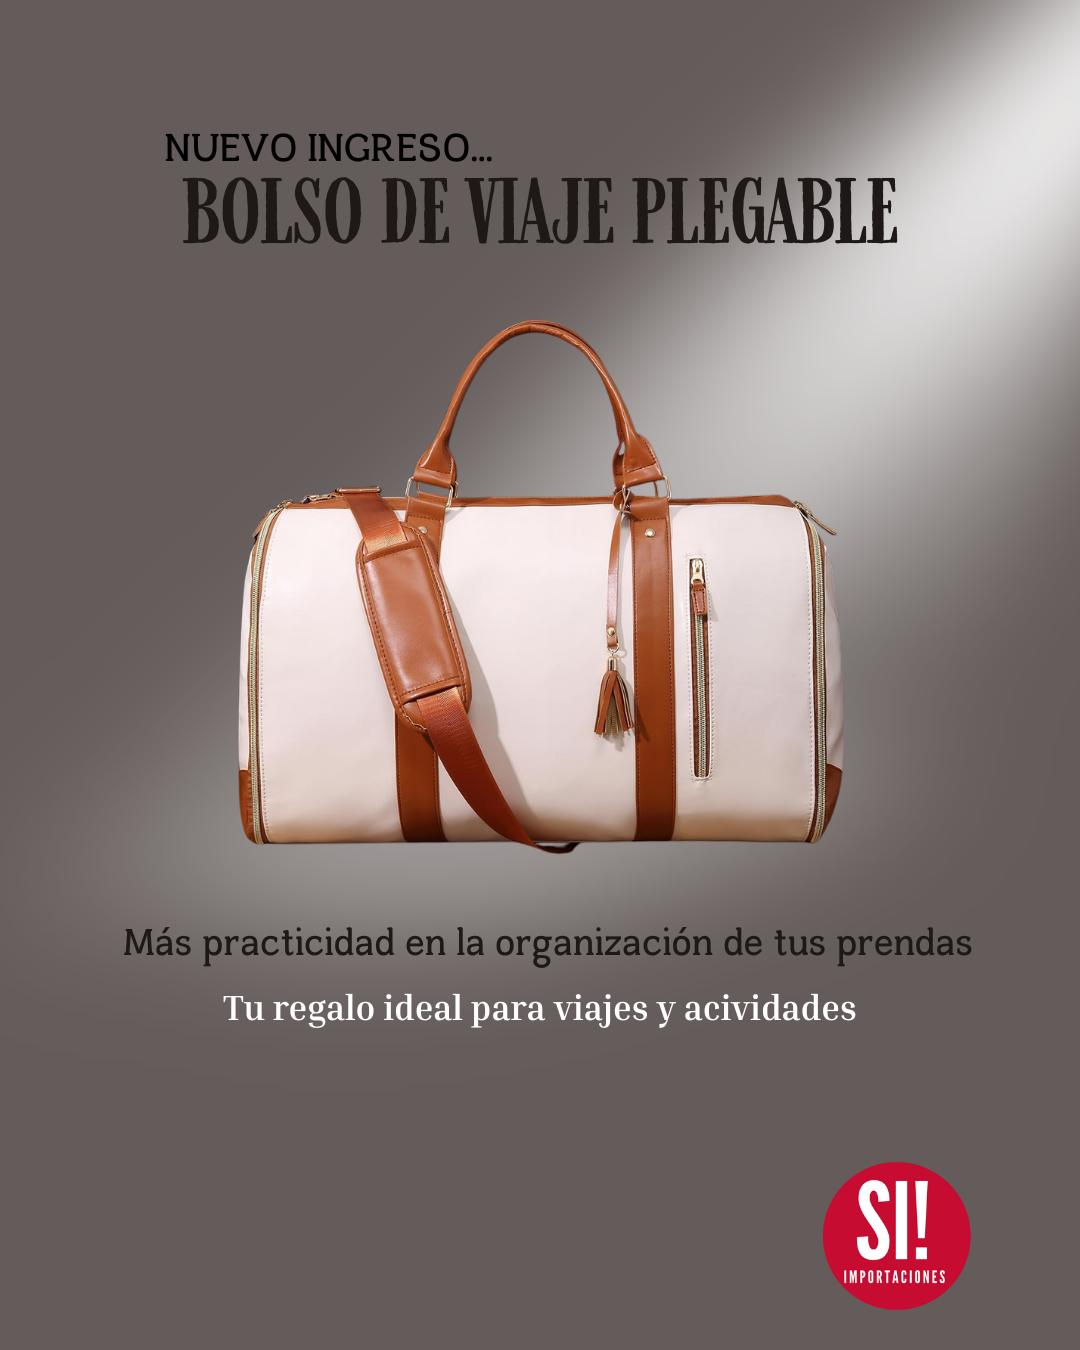 NUEVO INGRESO...
BOLSO DE VIAJE PLEGABLE
Más practicidad en la organización de tus prendas
Tu regalo ideal para viajes y acividades
SI!
IMPORTACIONES